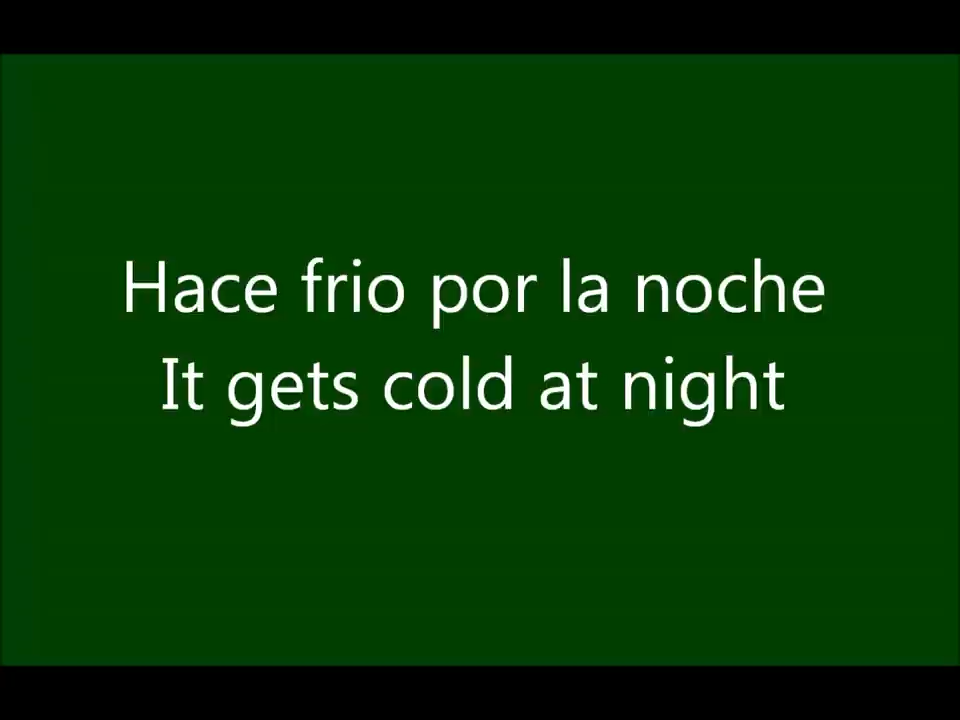 Hace frio por la noche
It gets cold at night